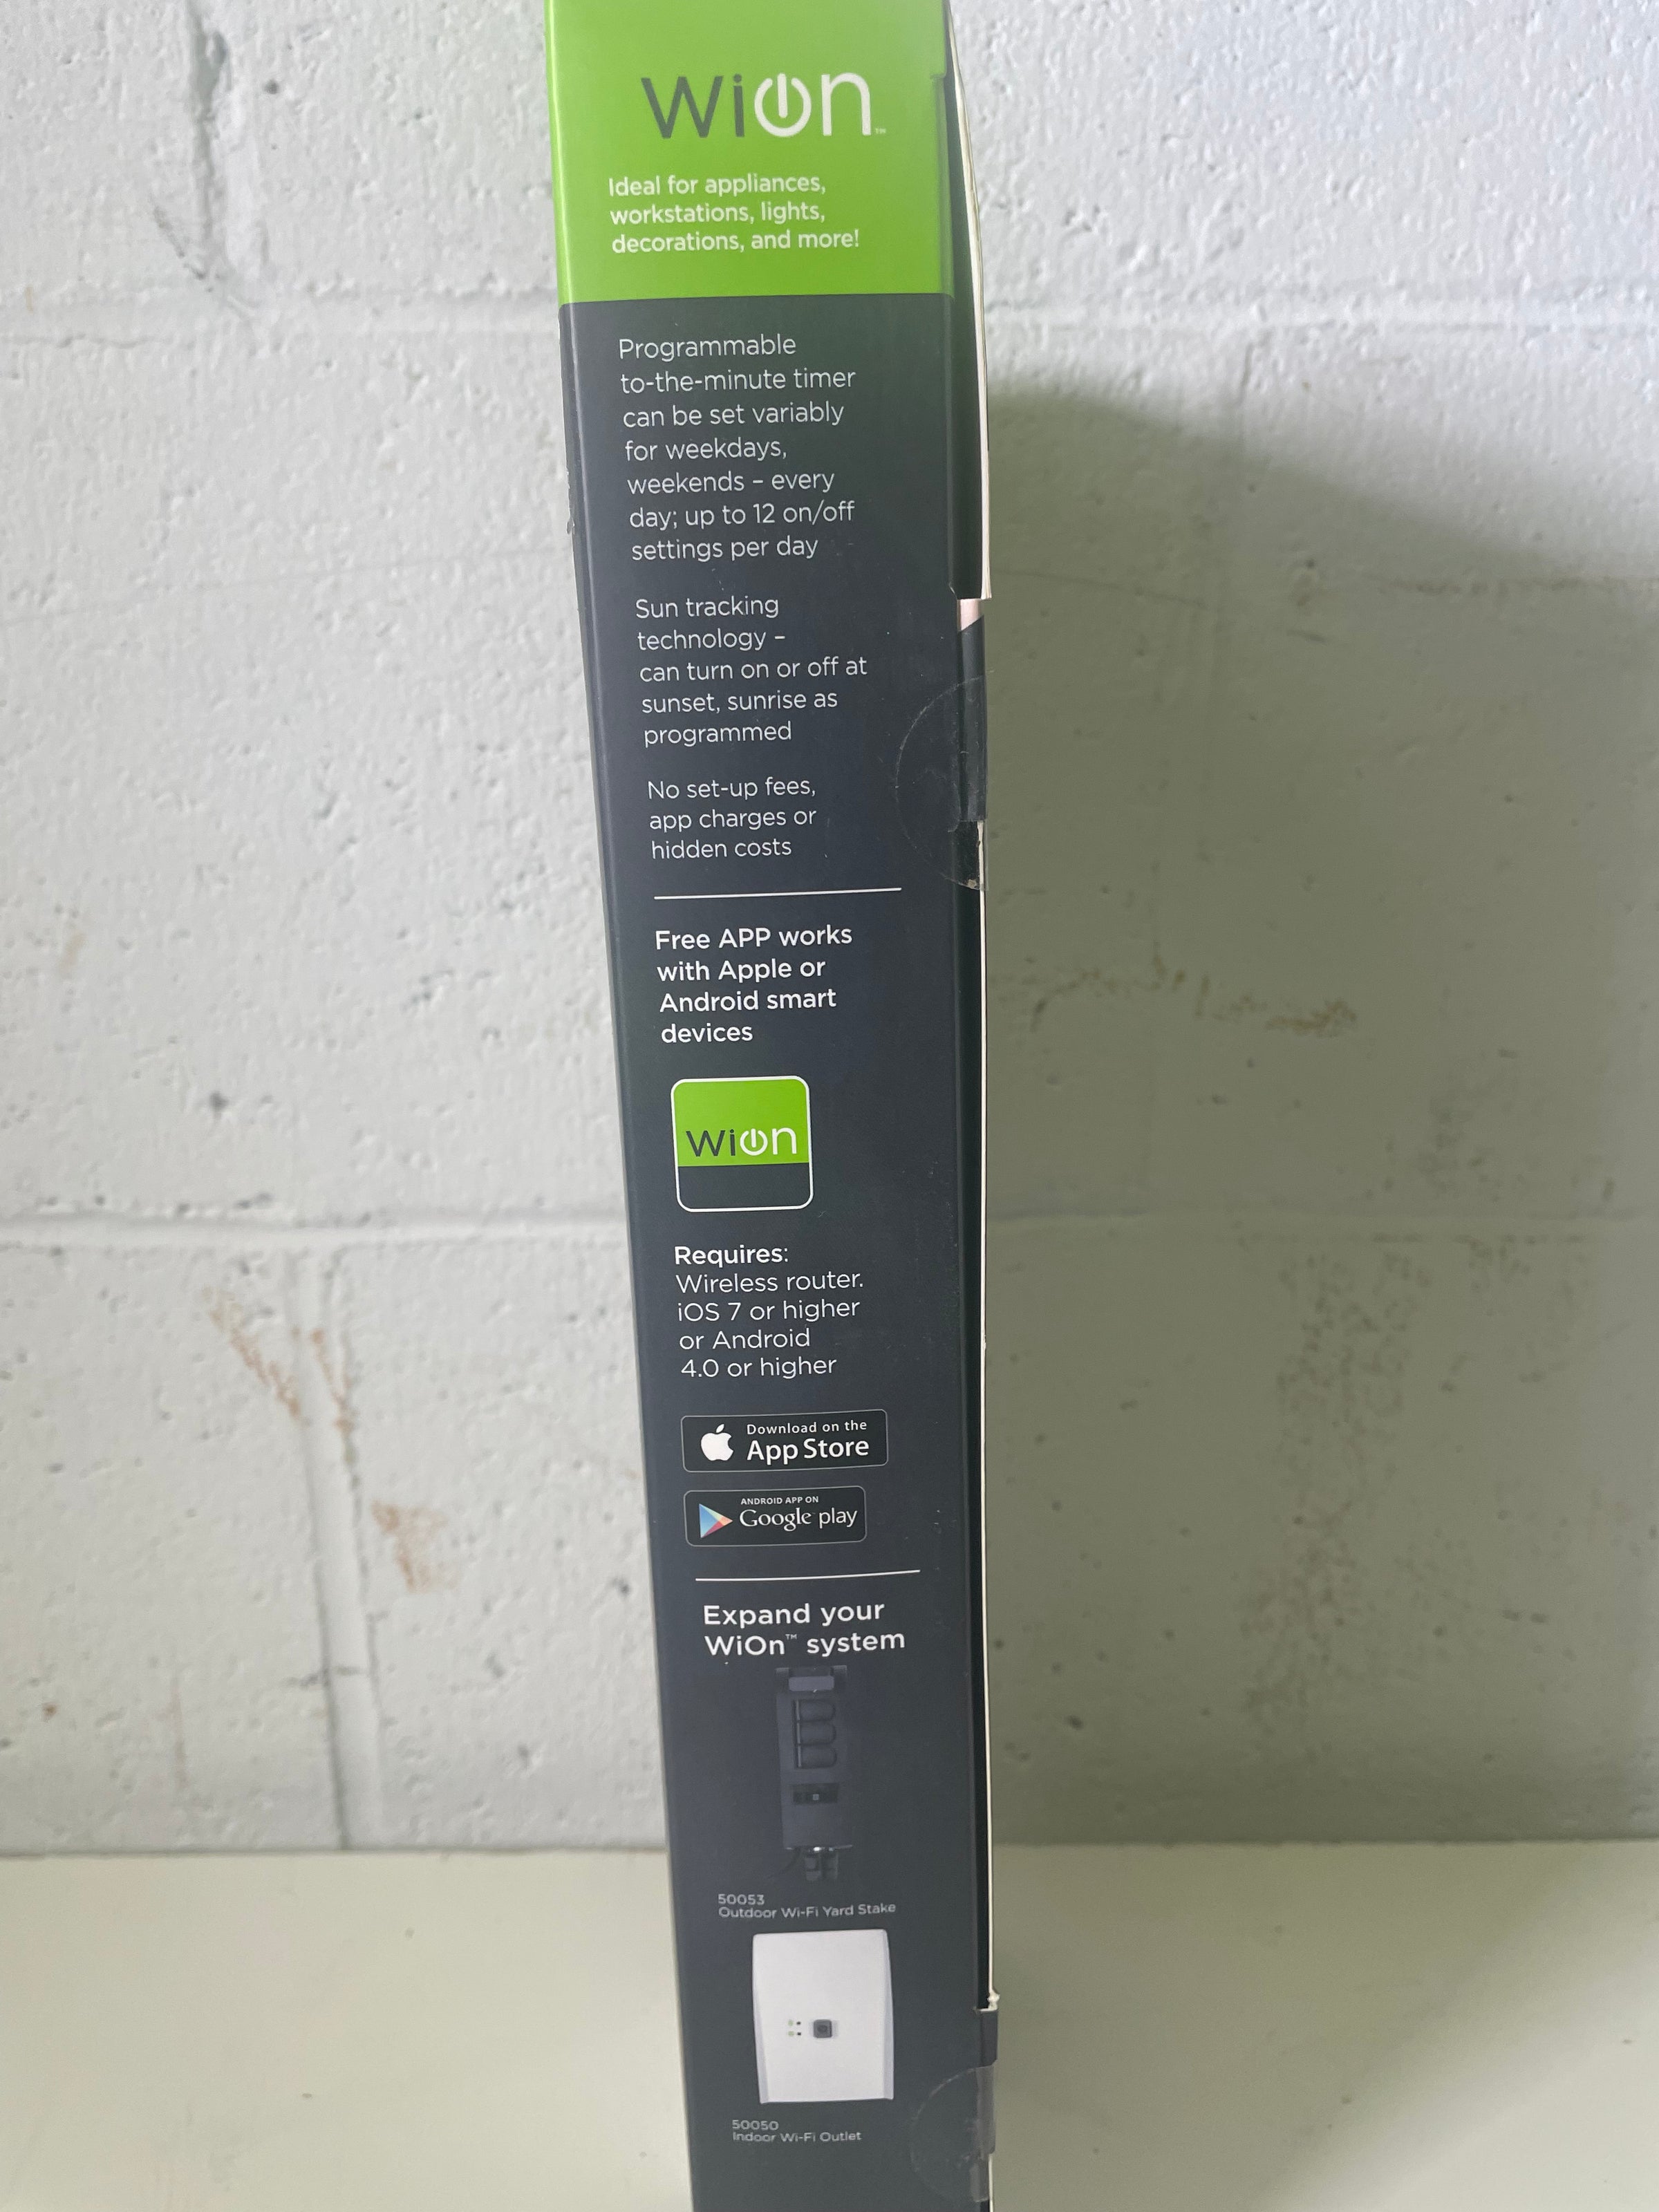 WiOn™
Ideal for appliances,
workstations, lights,
decorations, and more!
Programmable
to-the-minute timer
can be set variably
for weekdays,
weekends – every
day; up to 12 on/off
settings per day
Sun tracking
technology –
can turn on or off at
sunset, sunrise as
programmed
No set-up fees,
app charges or
hidden costs
Free APP works
with Apple or
Android smart
devices
WiOn
Requires:
Wireless router.
iOS 7 or higher
or Android
4.0 or higher
Download on the
App Store
ANDROID APP ON
Google play
Expand your
WiOn™ system
50053
Outdoor Wi-Fi Yard Stake
50050
Indoor Wi-Fi Outlet